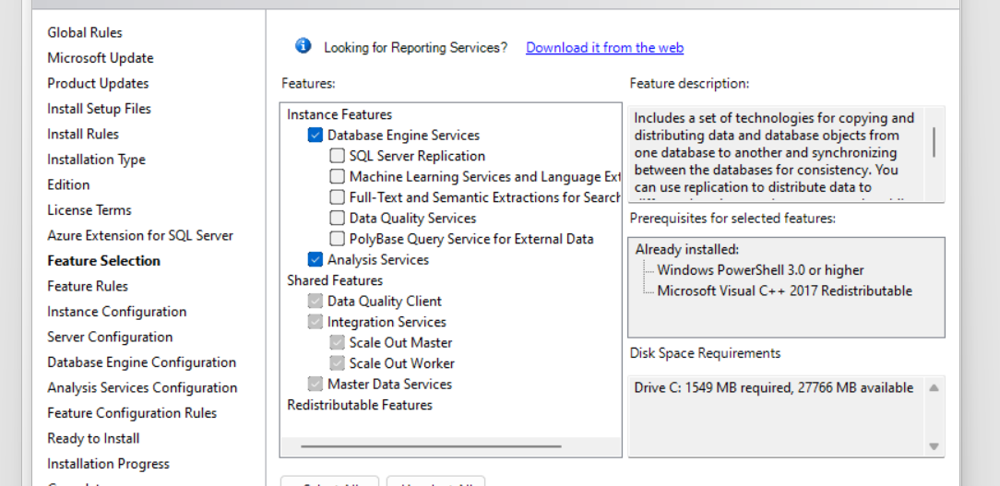 Global Rules
Microsoft Update
Product Updates
Install Setup Files
Install Rules
Installation Type
Edition
License Terms
Azure Extension for SQL Server
Feature Selection
Feature Rules
Instance Configuration
Server Configuration
Database Engine Configuration
Analysis Services Configuration
Feature Configuration Rules
Ready to Install
Installation Progress
Looking for Reporting Services? Download it from the web
Features:
Instance Features
Database Engine Services
SQL Server Replication
Machine Learning Services and Language Ext
Full-Text and Semantic Extractions for Search
Data Quality Services
PolyBase Query Service for External Data
Analysis Services
Shared Features
Data Quality Client
Integration Services
Scale Out Master
Scale Out Worker
Master Data Services
Redistributable Features
Feature description:
Includes a set of technologies for copying and
distributing data and database objects from
one database to another and synchronizing
between the databases for consistency. You
can use replication to distribute data to
Prerequisites for selected features:
Already installed:
Windows PowerShell 3.0 or higher
Microsoft Visual C++ 2017 Redistributable
Disk Space Requirements
Drive C: 1549 MB required, 27766 MB available